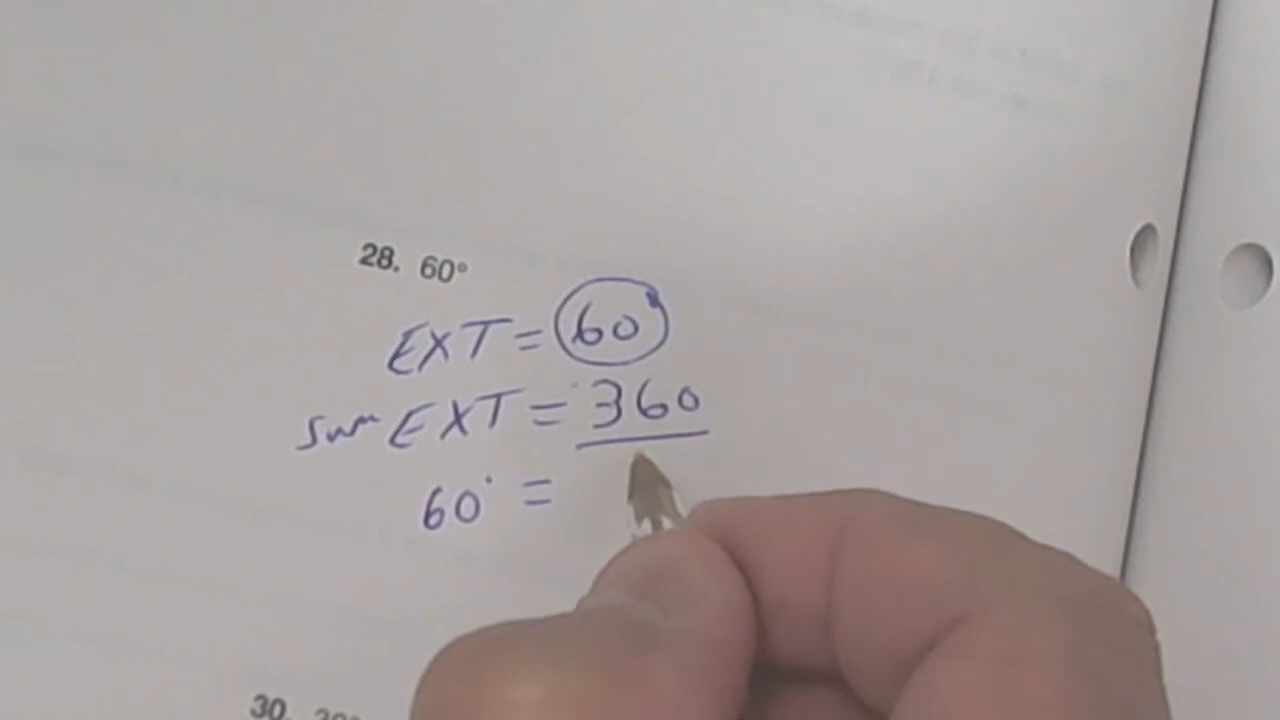 28. 60°
EXT = 60°
Sum EXT = 360
60° =
30.